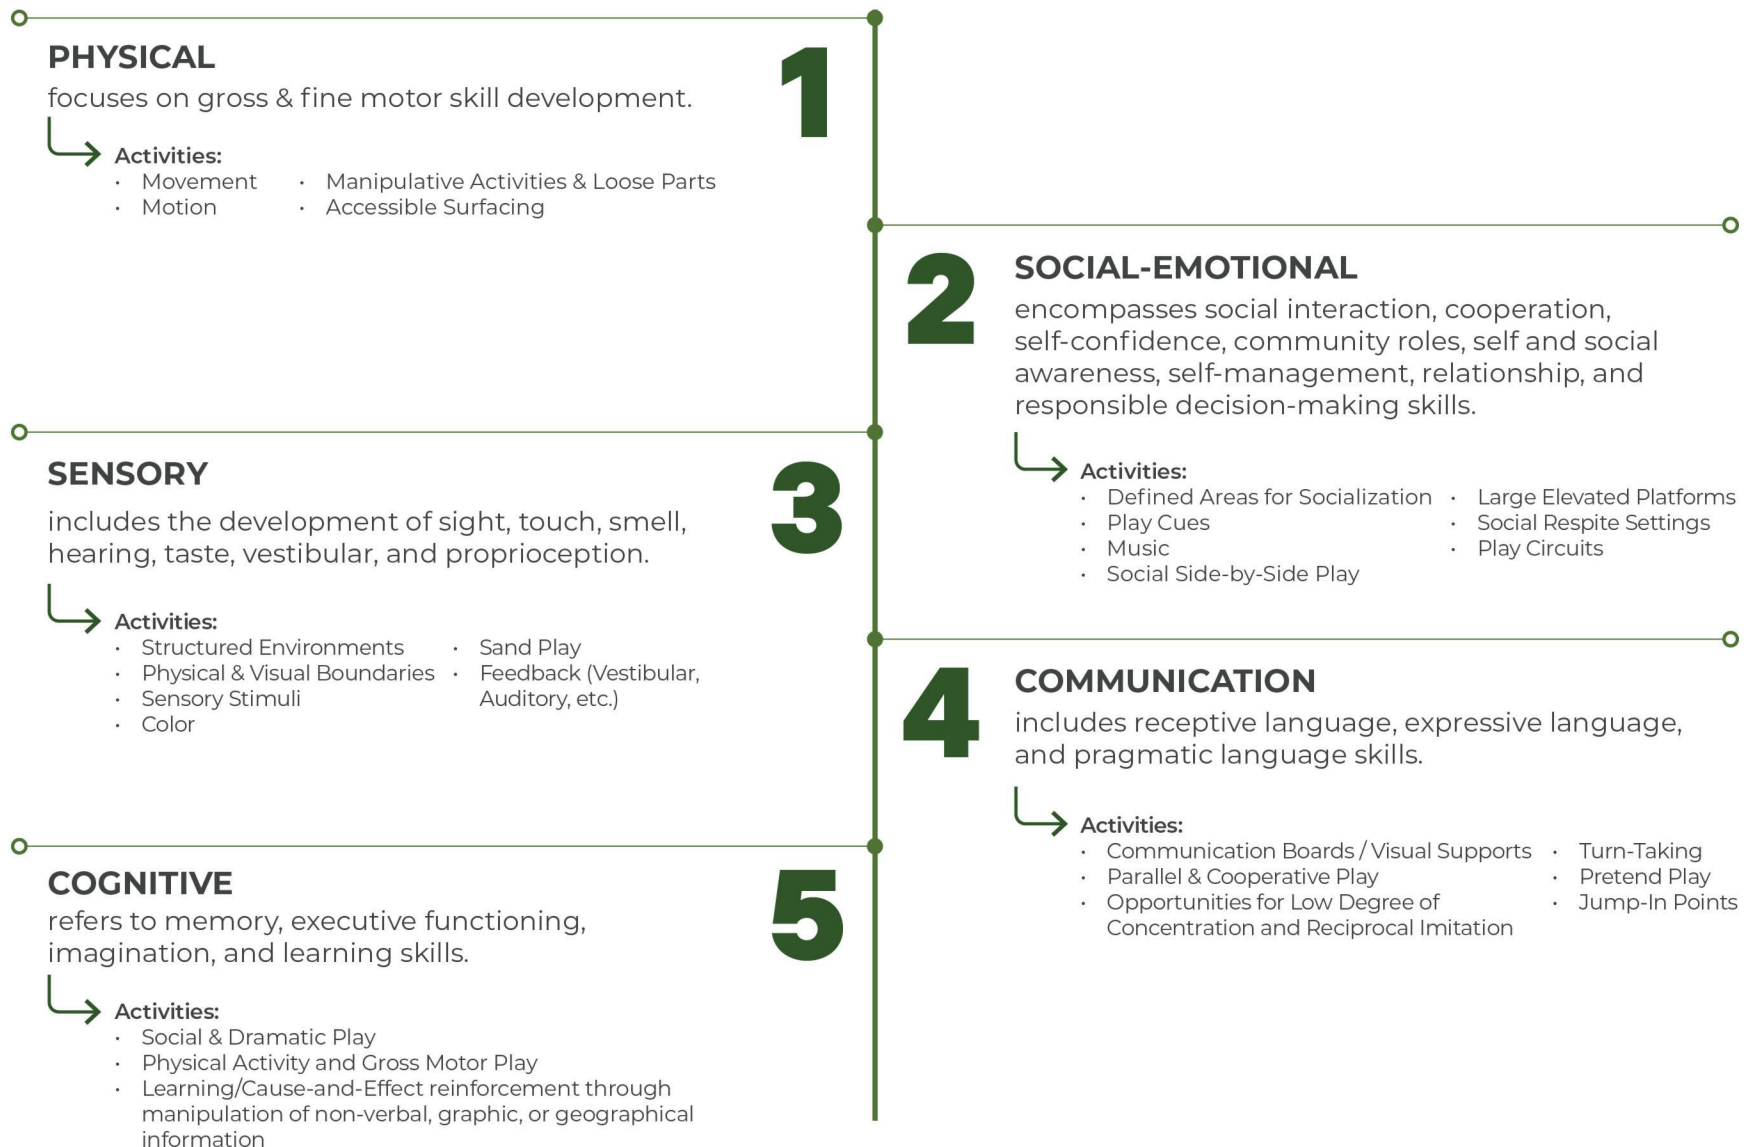 1
PHYSICAL
focuses on gross & fine motor skill development.
Activities:
• Movement
• Motion
• Manipulative Activities & Loose Parts
• Accessible Surfacing
2
SOCIAL-EMOTIONAL
encompasses social interaction, cooperation,
self-confidence, community roles, self and social
awareness, self-management, relationship, and
responsible decision-making skills.
Activities:
• Defined Areas for Socialization
• Play Cues
• Music
• Social Side-by-Side Play
• Large Elevated Platforms
• Social Respite Settings
• Play Circuits
3
SENSORY
includes the development of sight, touch, smell,
hearing, taste, vestibular, and proprioception.
Activities:
• Structured Environments
• Physical & Visual Boundaries
• Sensory Stimuli
• Color
• Sand Play
• Feedback (Vestibular,
Auditory, etc.)
4
COMMUNICATION
includes receptive language, expressive language,
and pragmatic language skills.
Activities:
• Communication Boards / Visual Supports
• Parallel & Cooperative Play
• Opportunities for Low Degree of
Concentration and Reciprocal Imitation
• Turn-Taking
• Pretend Play
• Jump-In Points
5
COGNITIVE
refers to memory, executive functioning,
imagination, and learning skills.
Activities:
• Social & Dramatic Play
• Physical Activity and Gross Motor Play
• Learning/Cause-and-Effect reinforcement through
manipulation of non-verbal, graphic, or geographical
information